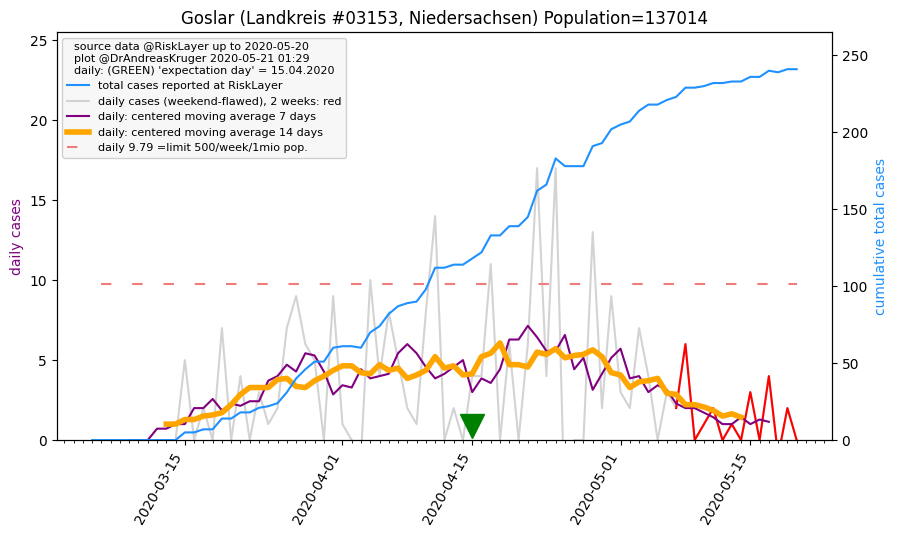 Goslar (Landkreis #03153, Niedersachsen) Population=137014
source data @RiskLayer up to 2020-05-20
plot @DrAndreasKruger 2020-05-21 01:29
daily: (GREEN) 'expectation day' = 15.04.2020
total cases reported at RiskLayer
daily cases (weekend-flawed), 2 weeks: red
daily: centered moving average 7 days
daily: centered moving average 14 days
daily 9.79 =limit 500/week/1mio pop.
daily cases
25
20
15
10
5
0
cumulative total cases
250
200
150
100
50
0
2020-03-15
2020-04-01
2020-04-15
2020-05-01
2020-05-15